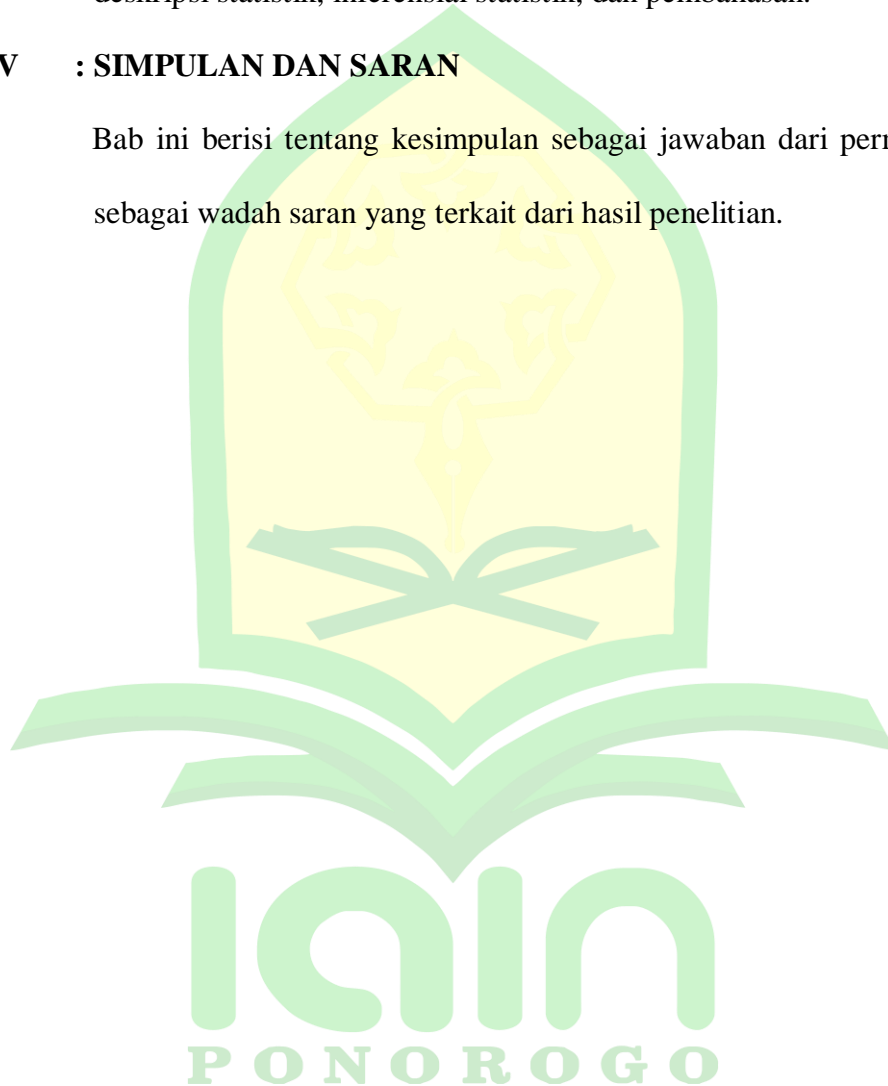 deskripsi statistik, inferensial statistik, dan pembahasan.
V : SIMPULAN DAN SARAN
Bab ini berisi tentang kesimpulan sebagai jawaban dari
sebagai wadah saran yang terkait dari hasil penelitian.
iain
PONOROGO